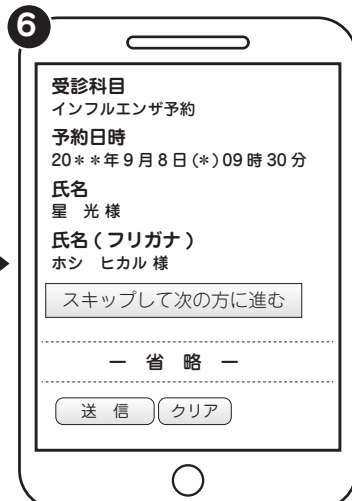 6
受診科目
インフルエンザ予約
予約日時
20＊＊年9月8日(＊)09時30分
氏名
星　光 様
氏名(フリガナ)
ホシ　ヒカル 様
スキップして次の方に進む
ー 省 略 ー
送 信 クリア